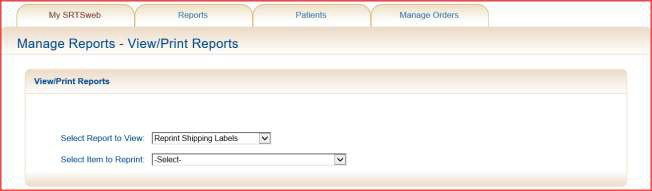 My SRTSweb Reports Patients Manage Orders
Manage Reports - View/Print Reports
View/Print Reports
Select Report to View: Reprint Shipping Labels
Select Item to Reprint: -Select-